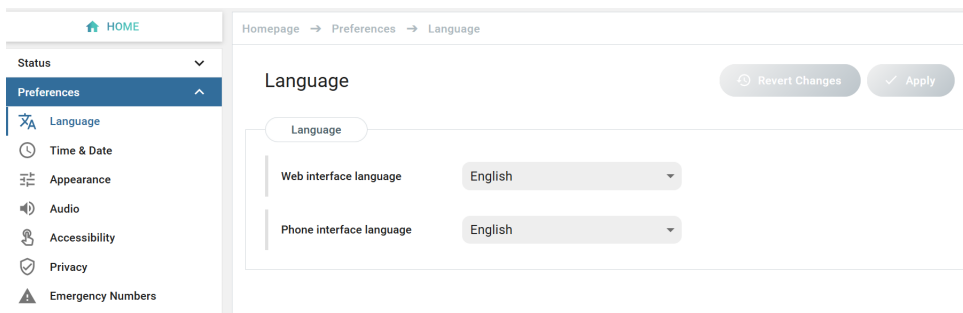 HOME
Homepage → Preferences → Language
Status
Preferences
Language
Time & Date
Appearance
Audio
Accessibility
Privacy
Emergency Numbers
Language
Revert Changes
Apply
Language
Web interface language English
Phone interface language English